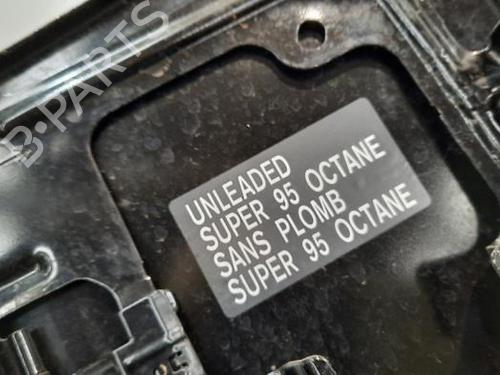 B-PARTS
UNLEADED
SUPER 95 OCTANE
SANS PLOMB
SUPER 95 OCTANE